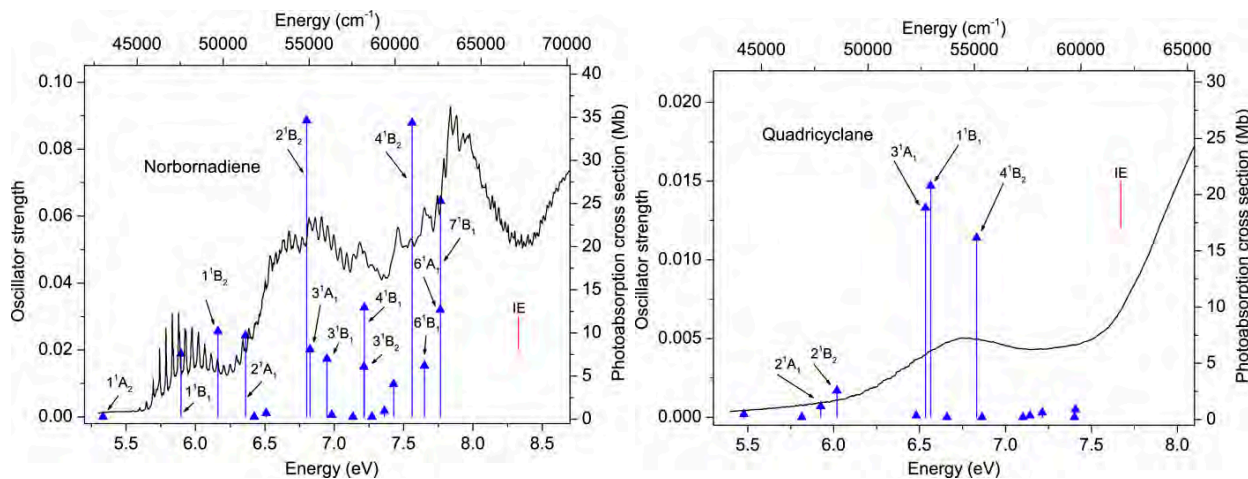 Energy (cm⁻¹)
45000 50000 55000 60000 65000 70000
0.10
0.08
0.06
0.04
0.02
0.00
Oscillator strength
40
35
30
25
20
15
10
5
0
Photoabsorption cross section (Mb)
Norbornadiene
2¹B₂
4¹B₂
1¹B₂
7¹B₁
6¹A₁
3¹A₁
4¹B₁
3¹B₁
IE
3¹B₂
6¹B₁
1¹A₂
1¹B₁
2¹A₁
5.5 6.0 6.5 7.0 7.5 8.0 8.5
Energy (eV)
Energy (cm⁻¹)
45000 50000 55000 60000 65000
0.020
0.015
0.010
0.005
0.000
Oscillator strength
30
25
20
15
10
5
0
Photoabsorption cross section (Mb)
Quadricyclane
1¹B₁
3¹A₁
4¹B₂
IE
2¹B₂
2¹A₁
5.5 6.0 6.5 7.0 7.5 8.0
Energy (eV)